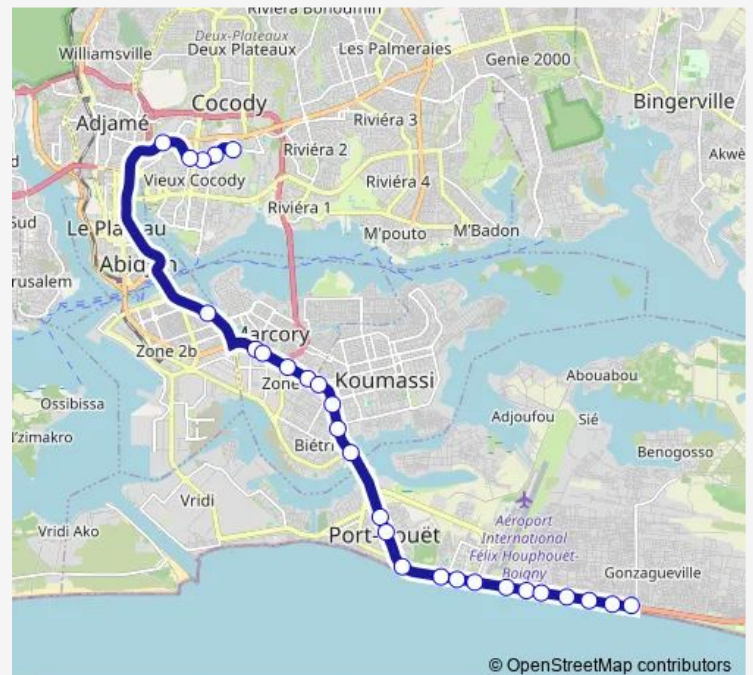 Riviera Bonoumin
Deux-Plateaux
Williamsville
Deux Plateaux
Les Palmeraies
Genie 2000
Cocody
Bingerville
Adjamé
Riviéra 3
Riviéra 2
Akwè
Vieux Cocody
Riviéra 4
Riviéra 1
Sud
Le Plateau
M'pouto
M'Badon
Abidjan
rusalem
Marcory
Zone 2b
Zone
Koumassi
Abouabou
Ossibissa
Adjoufou
Sié
N'zimakro
Biétri
Benogosso
Vridi
Vridi Ako
Port-Bouët
Aéroport
International
Félix Houphouët-
Boigny
Gonzagueville
© OpenStreetMap contributors